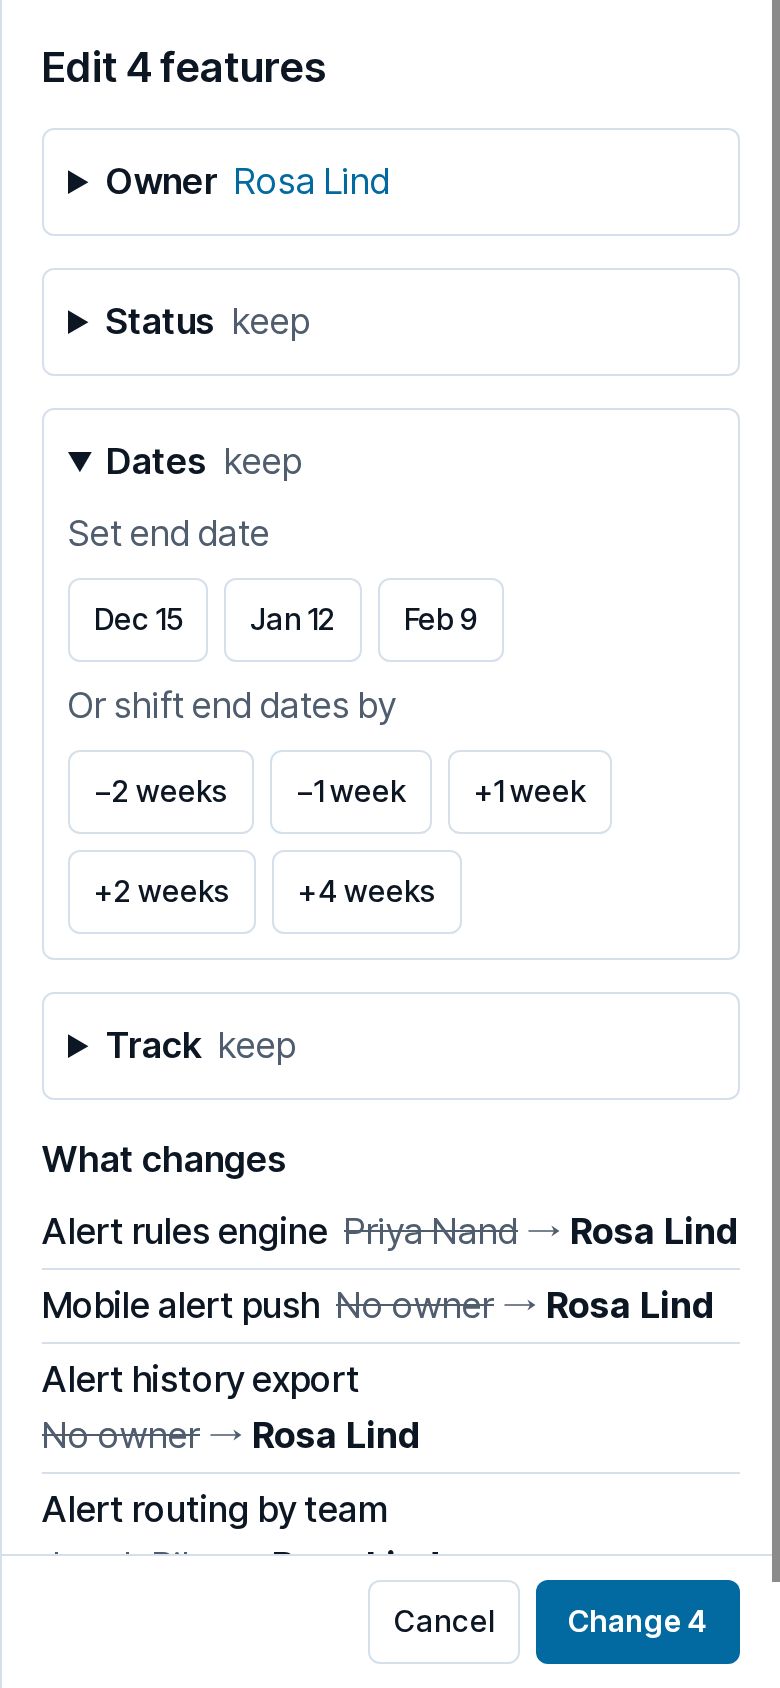 Edit 4 features
Owner Rosa Lind
Status keep
Dates keep
Set end date
Dec 15 Jan 12 Feb 9
Or shift end dates by
−2 weeks −1 week +1 week
+2 weeks +4 weeks
Track keep
What changes
Alert rules engine Priya Nand → Rosa Lind
Mobile alert push No owner → Rosa Lind
Alert history export
No owner → Rosa Lind
Alert routing by team
Cancel Change 4